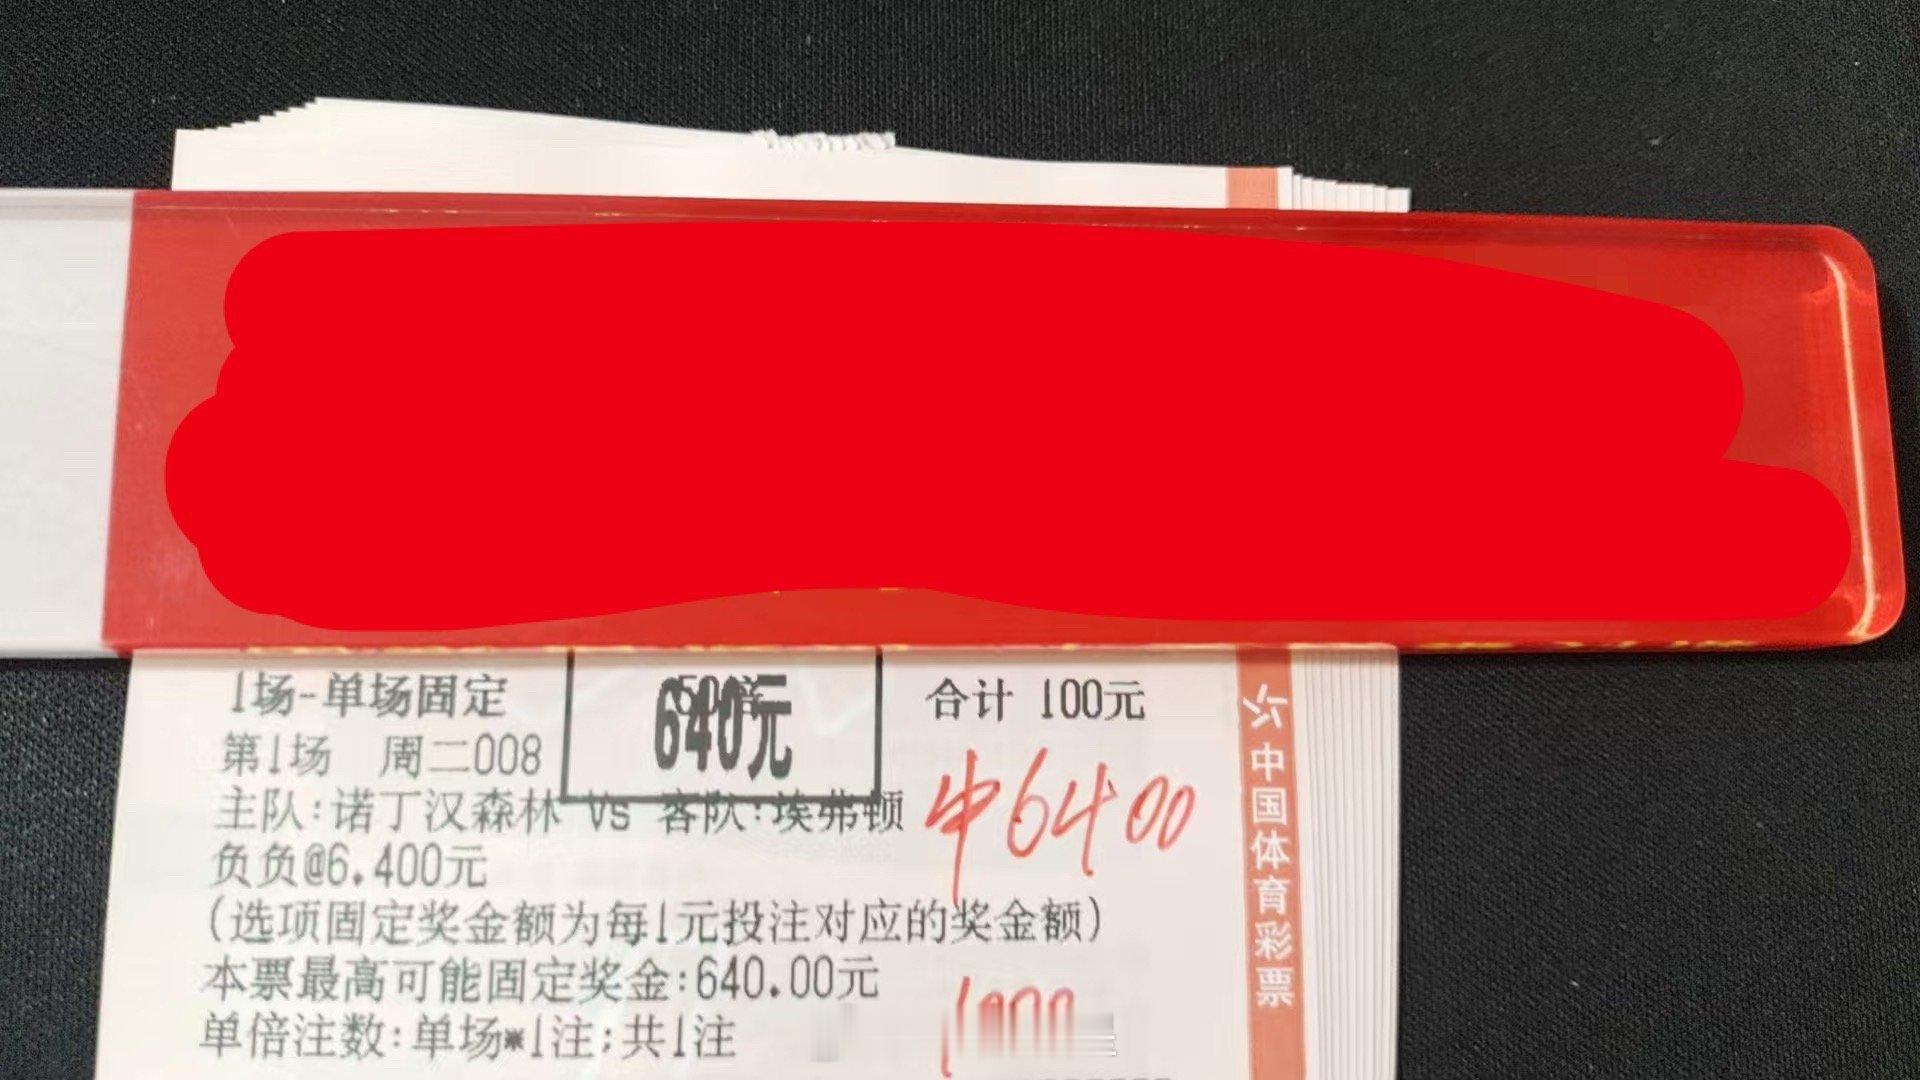 1场-单场固定 640元 合计 100元
第1场 周二008
主队:诺丁汉森林 Vs 客队:埃弗顿
中6400
负负@6.400元
(选项固定奖金额为每1元投注对应的奖金额)
本票最高可能固定奖金:640.00元
单倍注数:单场*1注;共1注
中国体育彩票